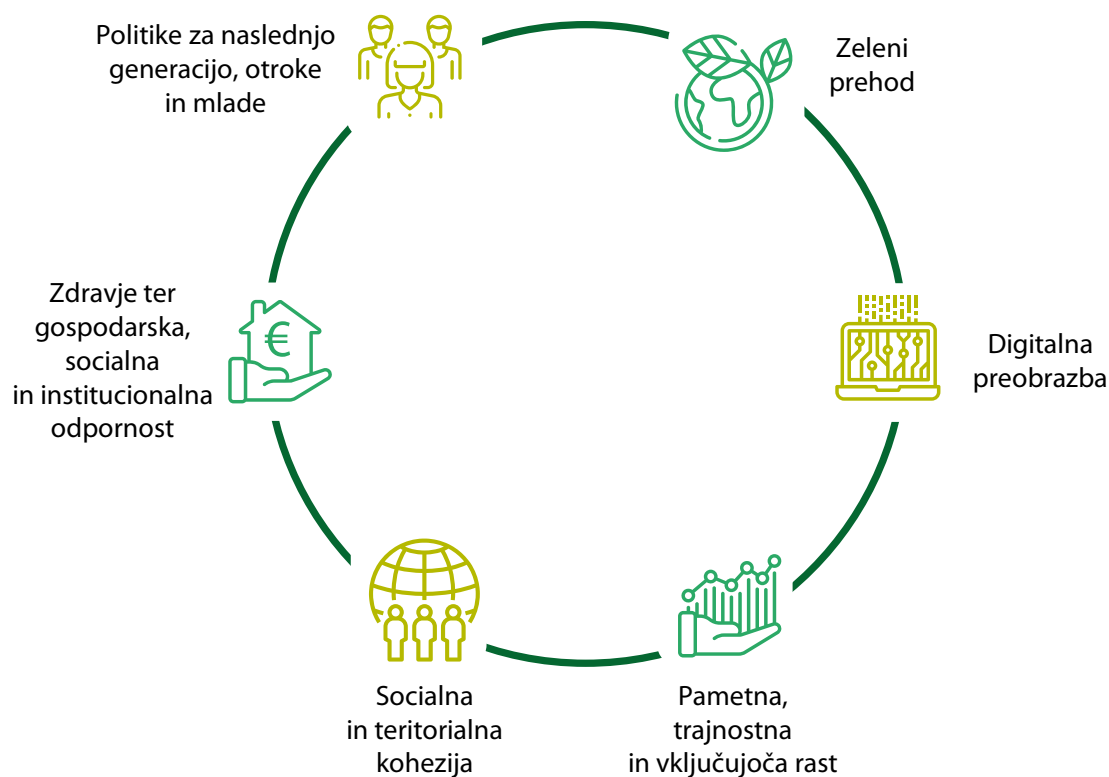 Politike za naslednjo
generacijo, otroke
in mlade
Zeleni
prehod
Zdravje ter
gospodarska,
socialna
in institucionalna
odpornost
€
Digitalna
preobrazba
Socialna
in teritorialna
kohezija
Pametna,
trajnostna
in vključujoča rast